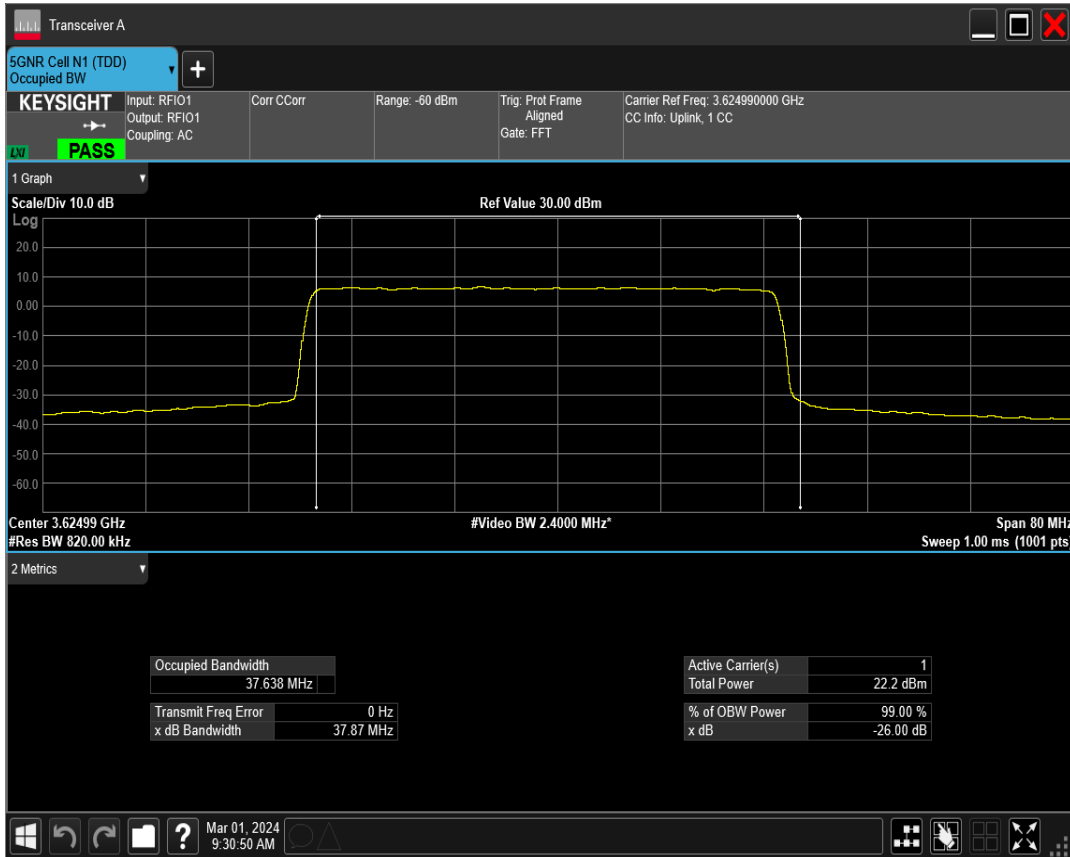 Transceiver A
5GNR Cell N1 (TDD)
Occupied BW
+
KEYSIGHT
LXI
PASS
Input: RFIO1
Output: RFIO1
Coupling: AC
Corr CCorr
Range: -60 dBm
Trig: Prot Frame
Aligned
Gate: FFT
Carrier Ref Freq: 3.624990000 GHz
CC Info: Uplink, 1 CC
1 Graph
Scale/Div 10.0 dB
Ref Value 30.00 dBm
Log
20.0
10.0
0.00
-10.0
-20.0
-30.0
-40.0
-50.0
-60.0
Center 3.62499 GHz
#Video BW 2.4000 MHz*
Span 80 MHz
#Res BW 820.00 kHz
Sweep 1.00 ms (1001 pts)
2 Metrics
Occupied Bandwidth
37.638 MHz
Transmit Freq Error 0 Hz
x dB Bandwidth 37.87 MHz
Active Carrier(s) 1
Total Power 22.2 dBm
% of OBW Power 99.00 %
x dB -26.00 dB
?
Mar 01, 2024
9:30:50 AM